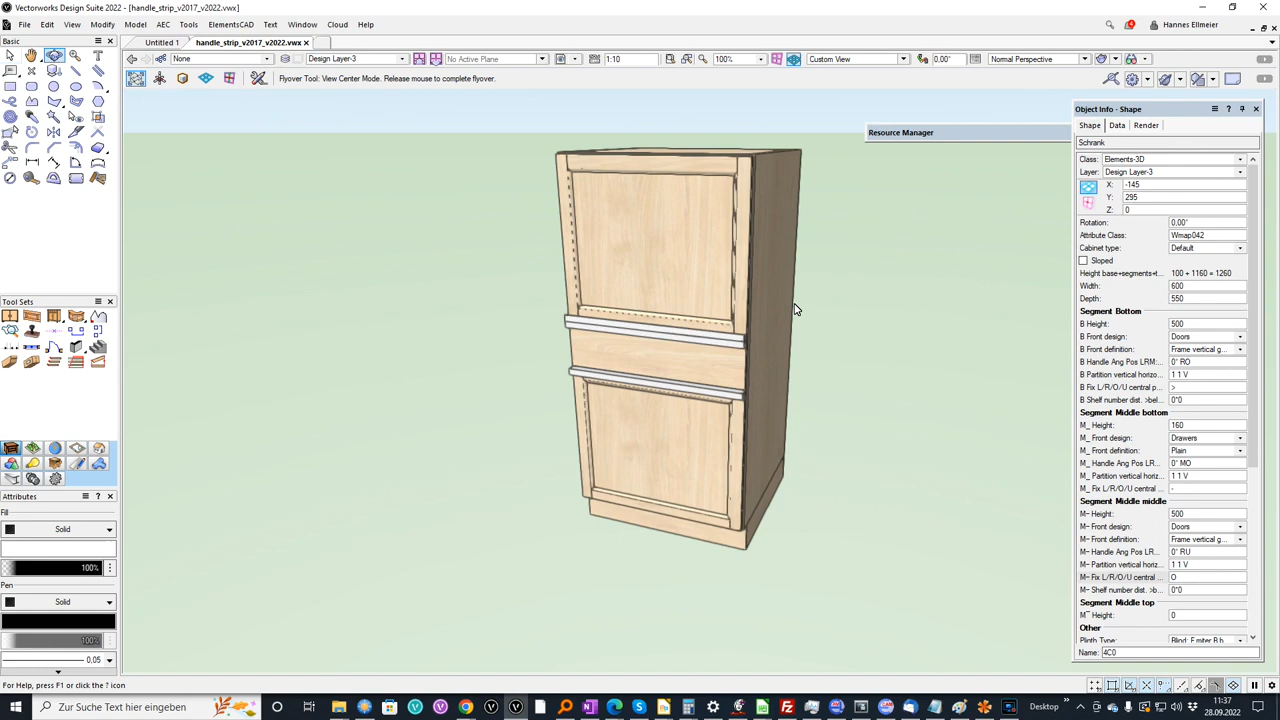 Vectorworks Design Suite 2022 - [handle_strip_v2017_v2022.vwx]
File Edit View Modify Model AEC Tools ElementsCAD Text Window Cloud Help
Hannes Ellmeier
Basic
Untitled 1 handle_strip_v2017_v2022.vwx
None Design Layer-3 No Active Plane 1:10 100% Custom View 0,00° Normal Perspective
Flyover Tool: View Center Mode. Release mouse to complete flyover.
Object Info - Shape
Shape Data Render
Resource Manager
Schrank
Class: Elements-3D
Layer: Design Layer-3
X: -145
Y: 295
Z: 0
Rotation: 0,00°
Attribute Class: Wmap042
Cabinet type: Default
Sloped
Height base+segments+t... 100 + 1160 = 1260
Width: 600
Depth: 550
Segment Bottom
B Height: 500
B Front design: Doors
B Front definition: Frame vertical g...
B Handle Ang Pos LRM:... 0° RO
B Partition vertical horizo... 1 1 V
B Fix L/R/O/U central p... >
B Shelf number dist. >bel... 0*0
Segment Middle bottom
M_ Height: 160
M_ Front design: Drawers
M_ Front definition: Plain
M_ Handle Ang Pos LR... 0° MO
M_ Partition vertical horiz... 1 1 V
M_ Fix L/R/O/U central ... -
Segment Middle middle
M– Height: 500
M– Front design: Doors
M– Front definition: Frame vertical g...
M– Handle Ang Pos LR... 0° RU
M– Partition vertical horiz... 1 1 V
M– Fix L/R/O/U central ... O
M– Shelf number dist. >b... 0*0
Segment Middle top
M¯ Height: 0
Other
Plinth Type: Blind: E mter B b...
Name: 4C0
Tool Sets
Attributes
Fill
Solid
100%
Pen
Solid
100%
0,05
For Help, press F1 or click the ? icon
Zur Suche Text hier eingeben
Desktop
11:37
28.09.2022